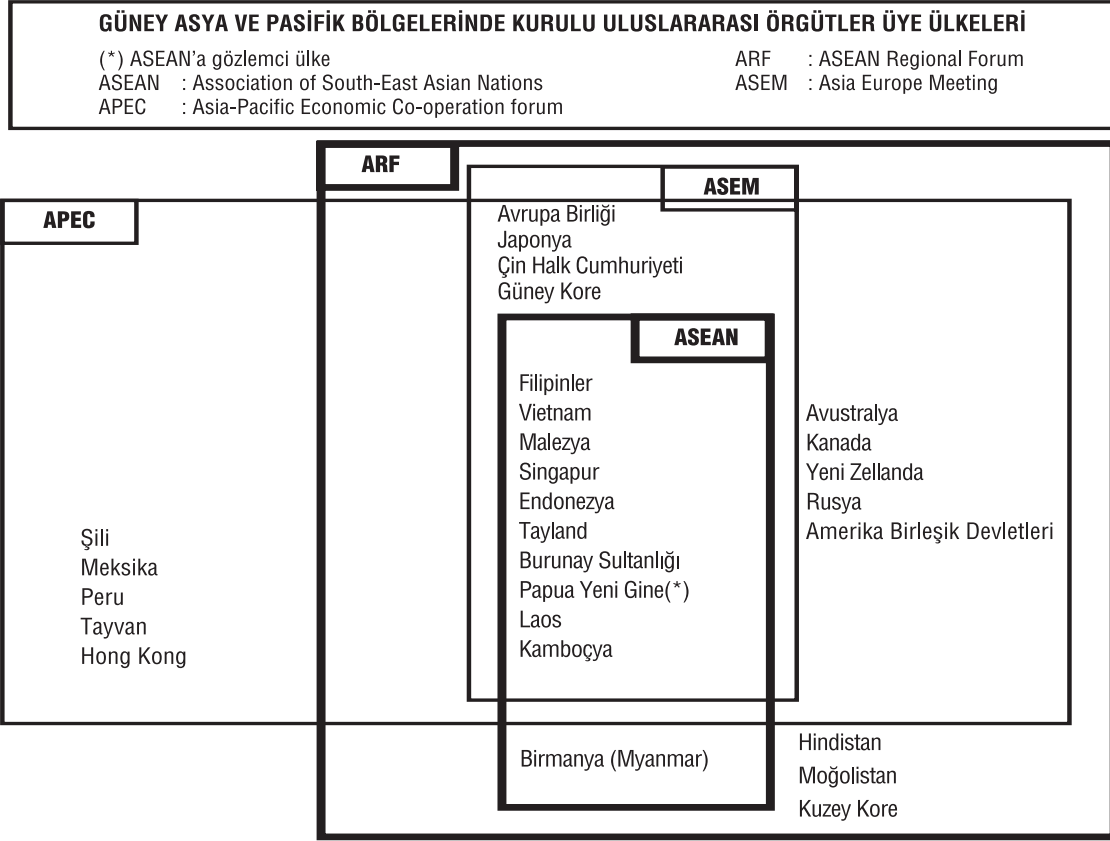 GÜNEY ASYA VE PASİFİK BÖLGELERİNDE KURULU ULUSLARARASI ÖRGÜTLER ÜYE ÜLKELERİ
(*) ASEAN'a gözlemci ülke
ASEAN : Association of South-East Asian Nations
APEC : Asia-Pacific Economic Co-operation forum
ARF : ASEAN Regional Forum
ASEM : Asia Europe Meeting
ARF
ASEM
APEC
Avrupa Birliği
Japonya
Çin Halk Cumhuriyeti
Güney Kore
ASEAN
Filipinler
Vietnam
Malezya
Singapur
Endonezya
Tayland
Burunay Sultanlığı
Papua Yeni Gine(*)
Laos
Kamboçya
Avustralya
Kanada
Yeni Zellanda
Rusya
Amerika Birleşik Devletleri
Şili
Meksika
Peru
Tayvan
Hong Kong
Birmanya (Myanmar)
Hindistan
Moğolistan
Kuzey Kore